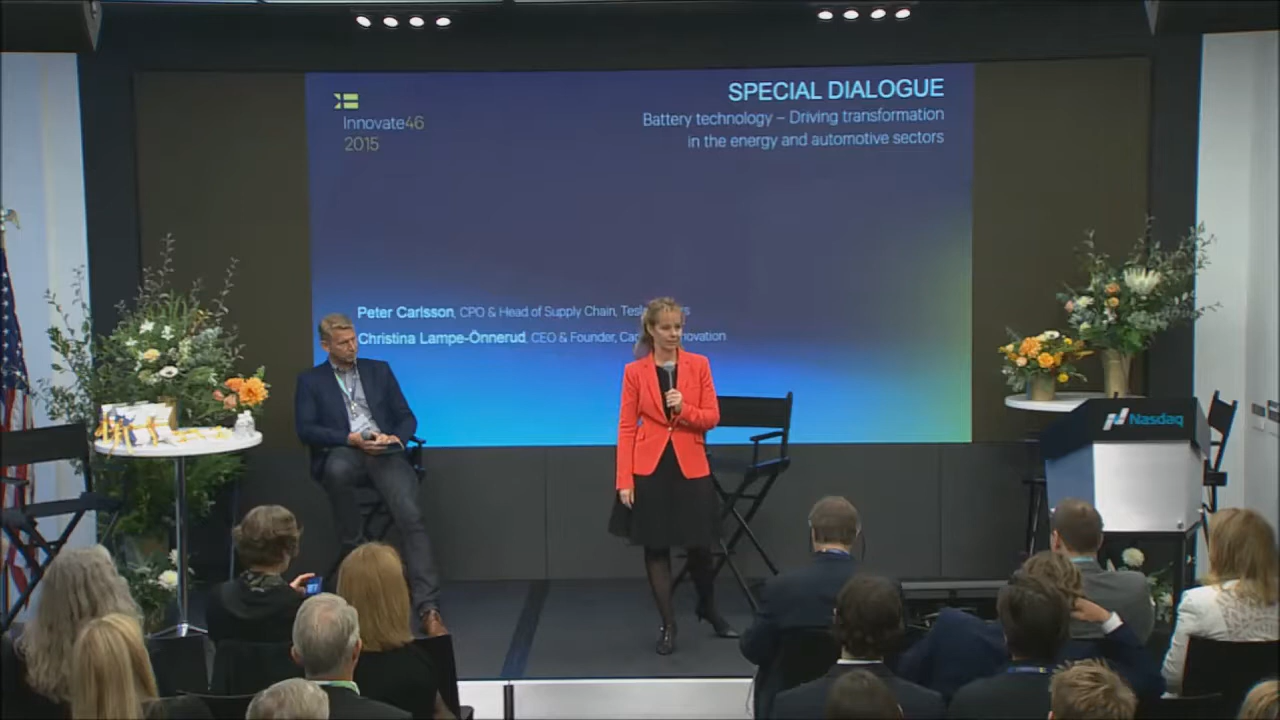 Innovate46
2015
SPECIAL DIALOGUE
Battery technology – Driving transformation
in the energy and automotive sectors
Peter Carlsson, CPO & Head of Supply Chain,
Christina Lampe-Önnerud, CEO & Founder,
Nasdaq